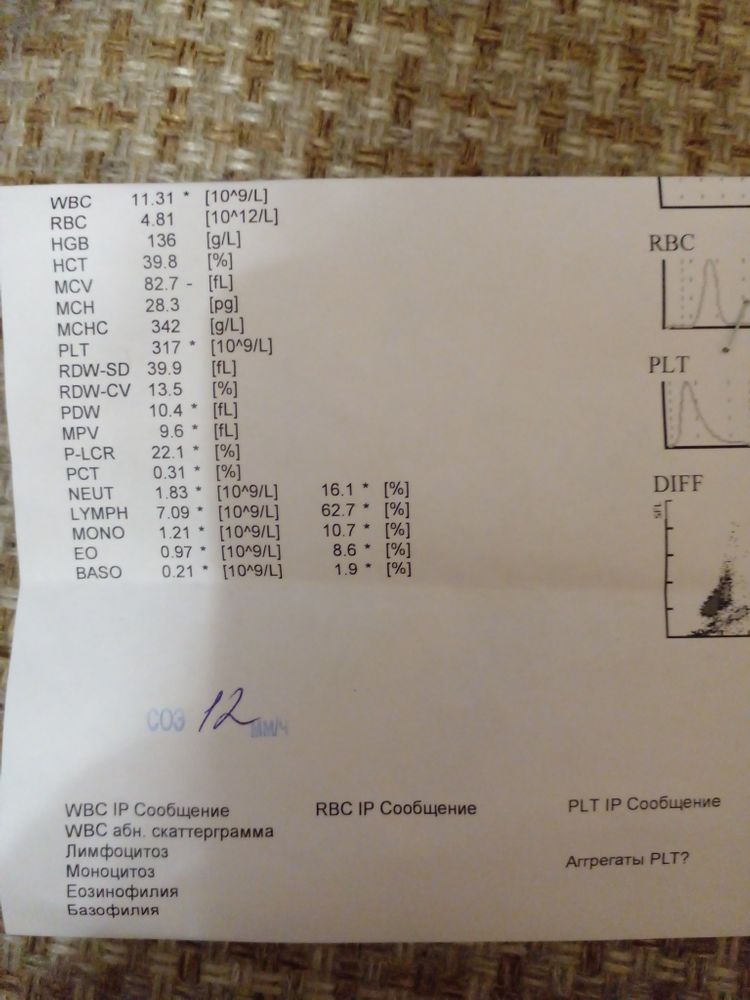 WBC 11.31 * [10^9/L]
RBC 4.81 [10^12/L]
HGB 136 [g/L]
HCT 39.8 [%]
MCV 82.7 - [fL]
MCH 28.3 [pg]
MCHC 342 [g/L]
PLT 317 * [10^9/L]
RDW-SD 39.9 [fL]
RDW-CV 13.5 [%]
PDW 10.4 * [fL]
MPV 9.6 * [fL]
P-LCR 22.1 * [%]
PCT 0.31 * [%]
NEUT 1.83 * [10^9/L] 16.1 * [%]
LYMPH 7.09 * [10^9/L] 62.7 * [%]
MONO 1.21 * [10^9/L] 10.7 * [%]
EO 0.97 * [10^9/L] 8.6 * [%]
BASO 0.21 * [10^9/L] 1.9 * [%]
RBC
PLT
DIFF
СОЭ 12 мм/ч
WBC IP Сообщение RBC IP Сообщение PLT IP Сообщение
WBC абн. скаттерграмма
Лимфоцитоз Аггрегаты PLT?
Моноцитоз
Еозинофилия
Базофилия